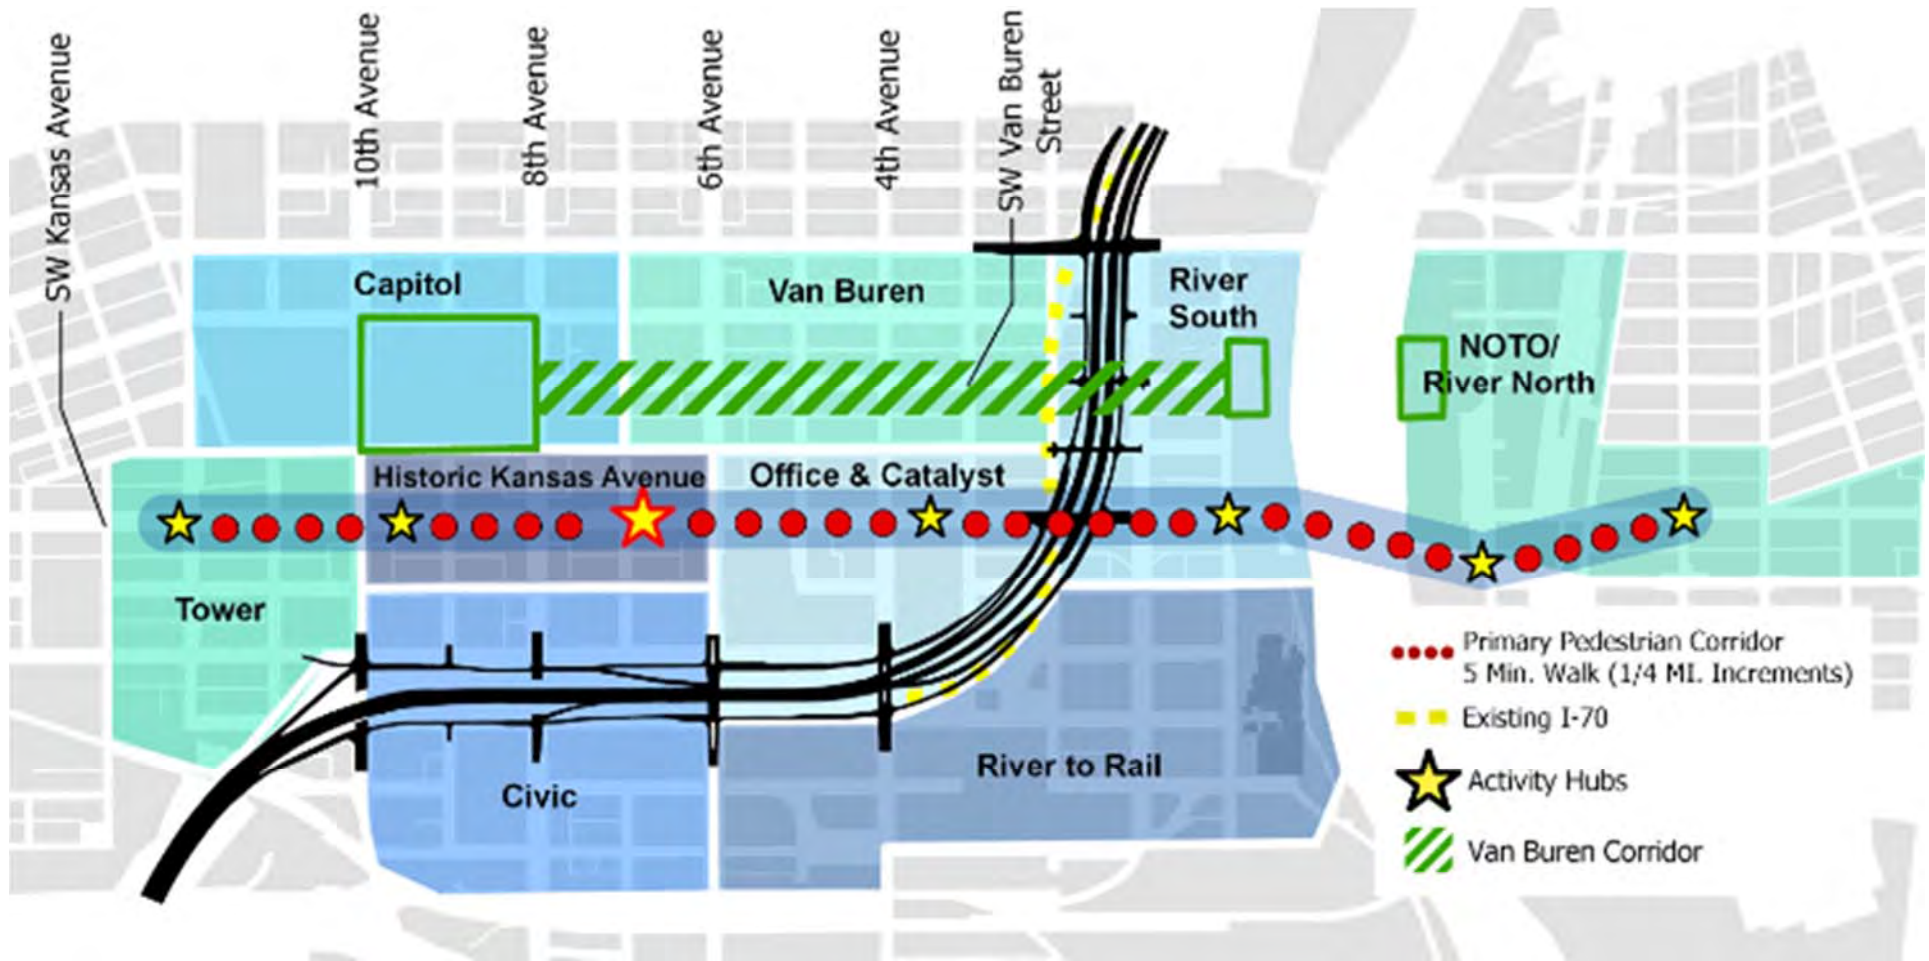 SW Kansas Avenue
10th Avenue
8th Avenue
6th Avenue
4th Avenue
SW Van Buren
Street
Capitol
Van Buren
River
South
NOTO/
River North
Historic Kansas Avenue
Office & Catalyst
Tower
Civic
River to Rail
Primary Pedestrian Corridor
5 Min. Walk (1/4 MI. Increments)
Existing I-70
Activity Hubs
Van Buren Corridor